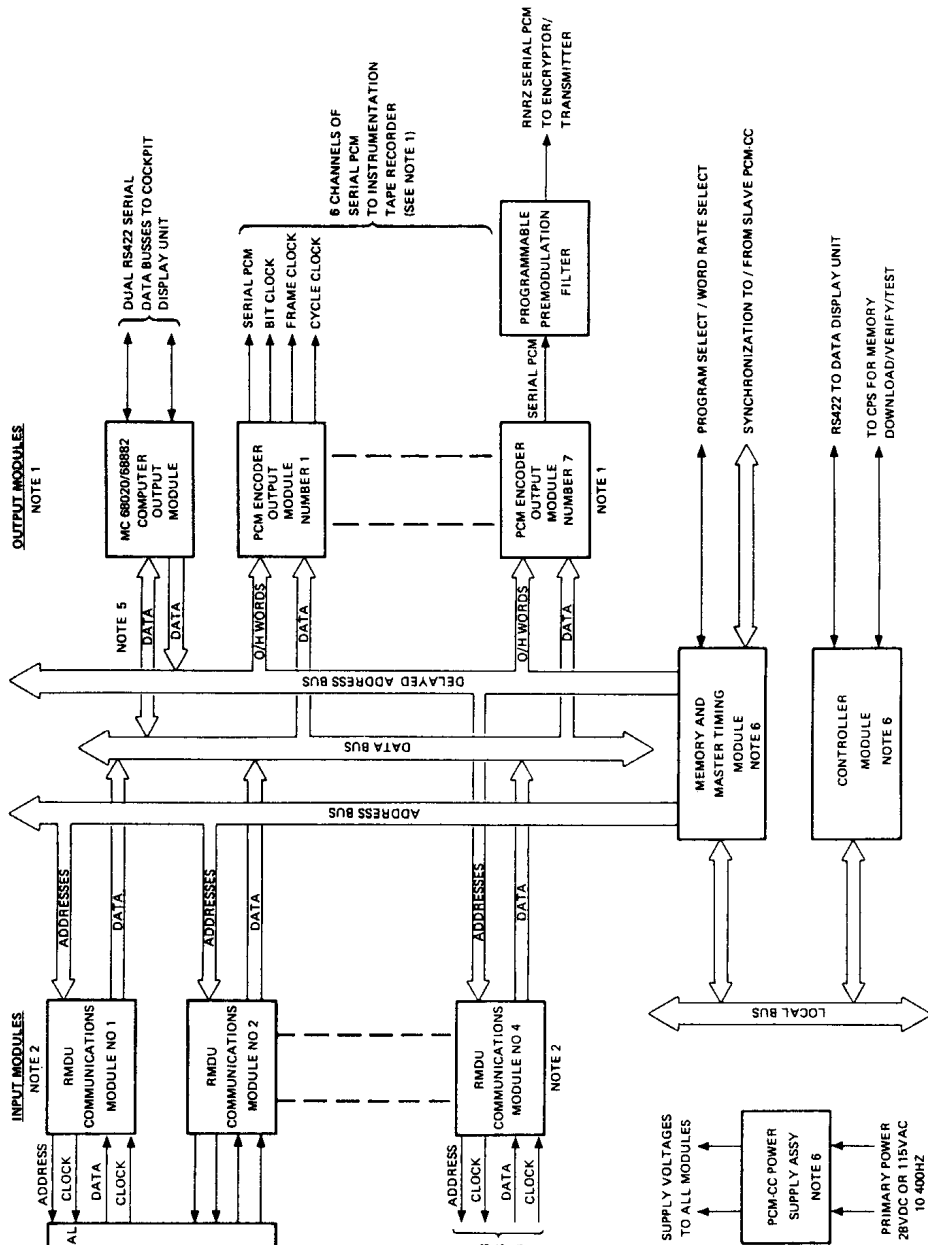 INPUT MODULES
NOTE 2
OUTPUT MODULES
NOTE 1
AL
ADDRESS
CLOCK
DATA
CLOCK
RMDU
COMMUNICATIONS
MODULE NO 1
ADDRESSES
DATA
RMDU
COMMUNICATIONS
MODULE NO 2
ADDRESSES
DATA
ADDRESS
CLOCK
DATA
CLOCK
RMDU
COMMUNICATIONS
MODULE NO 4
NOTE 2
ADDRESSES
DATA
ADDRESS BUS
DATA BUS
DELAYED ADDRESS BUS
NOTE 5
DATA
DATA
MC 68020/68882
COMPUTER
OUTPUT
MODULE
DUAL RS422 SERIAL
DATA BUSSES TO COCKPIT
DISPLAY UNIT
O/H WORDS
DATA
PCM ENCODER
OUTPUT
MODULE
NUMBER 1
SERIAL PCM
BIT CLOCK
FRAME CLOCK
CYCLE CLOCK
6 CHANNELS OF
SERIAL PCM
TO INSTRUMENTATION
TAPE RECORDER
(SEE NOTE 1)
O/H WORDS
DATA
PCM ENCODER
OUTPUT
MODULE
NUMBER 7
NOTE 1
SERIAL PCM
PROGRAMMABLE
PREMODULATION
FILTER
RNRZ SERIAL PCM
TO ENCRYPTOR/
TRANSMITTER
MEMORY AND
MASTER TIMING
MODULE
NOTE 6
PROGRAM SELECT / WORD RATE SELECT
SYNCHRONIZATION TO / FROM SLAVE PCM-CC
CONTROLLER
MODULE
NOTE 6
RS422 TO DATA DISPLAY UNIT
TO CPS FOR MEMORY
DOWNLOAD/VERIFY/TEST
LOCAL BUS
SUPPLY VOLTAGES
TO ALL MODULES
PCM-CC POWER
SUPPLY ASSY
NOTE 6
PRIMARY POWER
28VDC OR 115VAC
10 400HZ